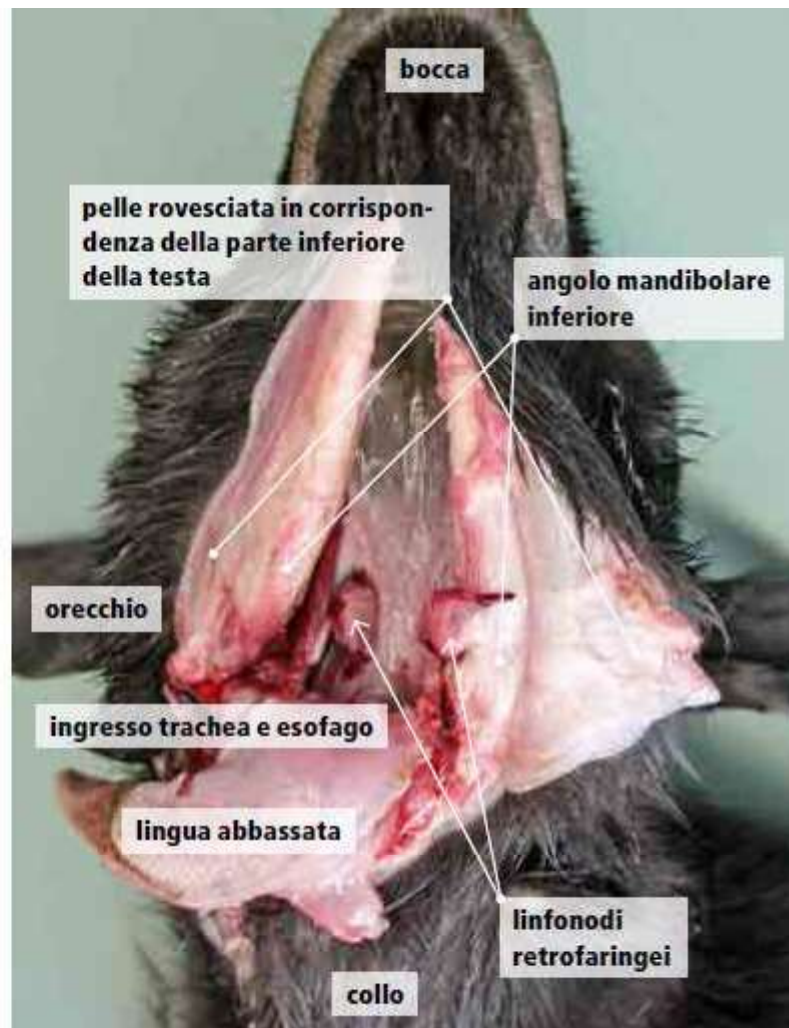 bocca
pelle rovesciata in corrispon-
denza della parte inferiore
della testa
angolo mandibolare
inferiore
orecchio
ingresso trachea e esofago
lingua abbassata
linfonodi
retrofaringei
collo